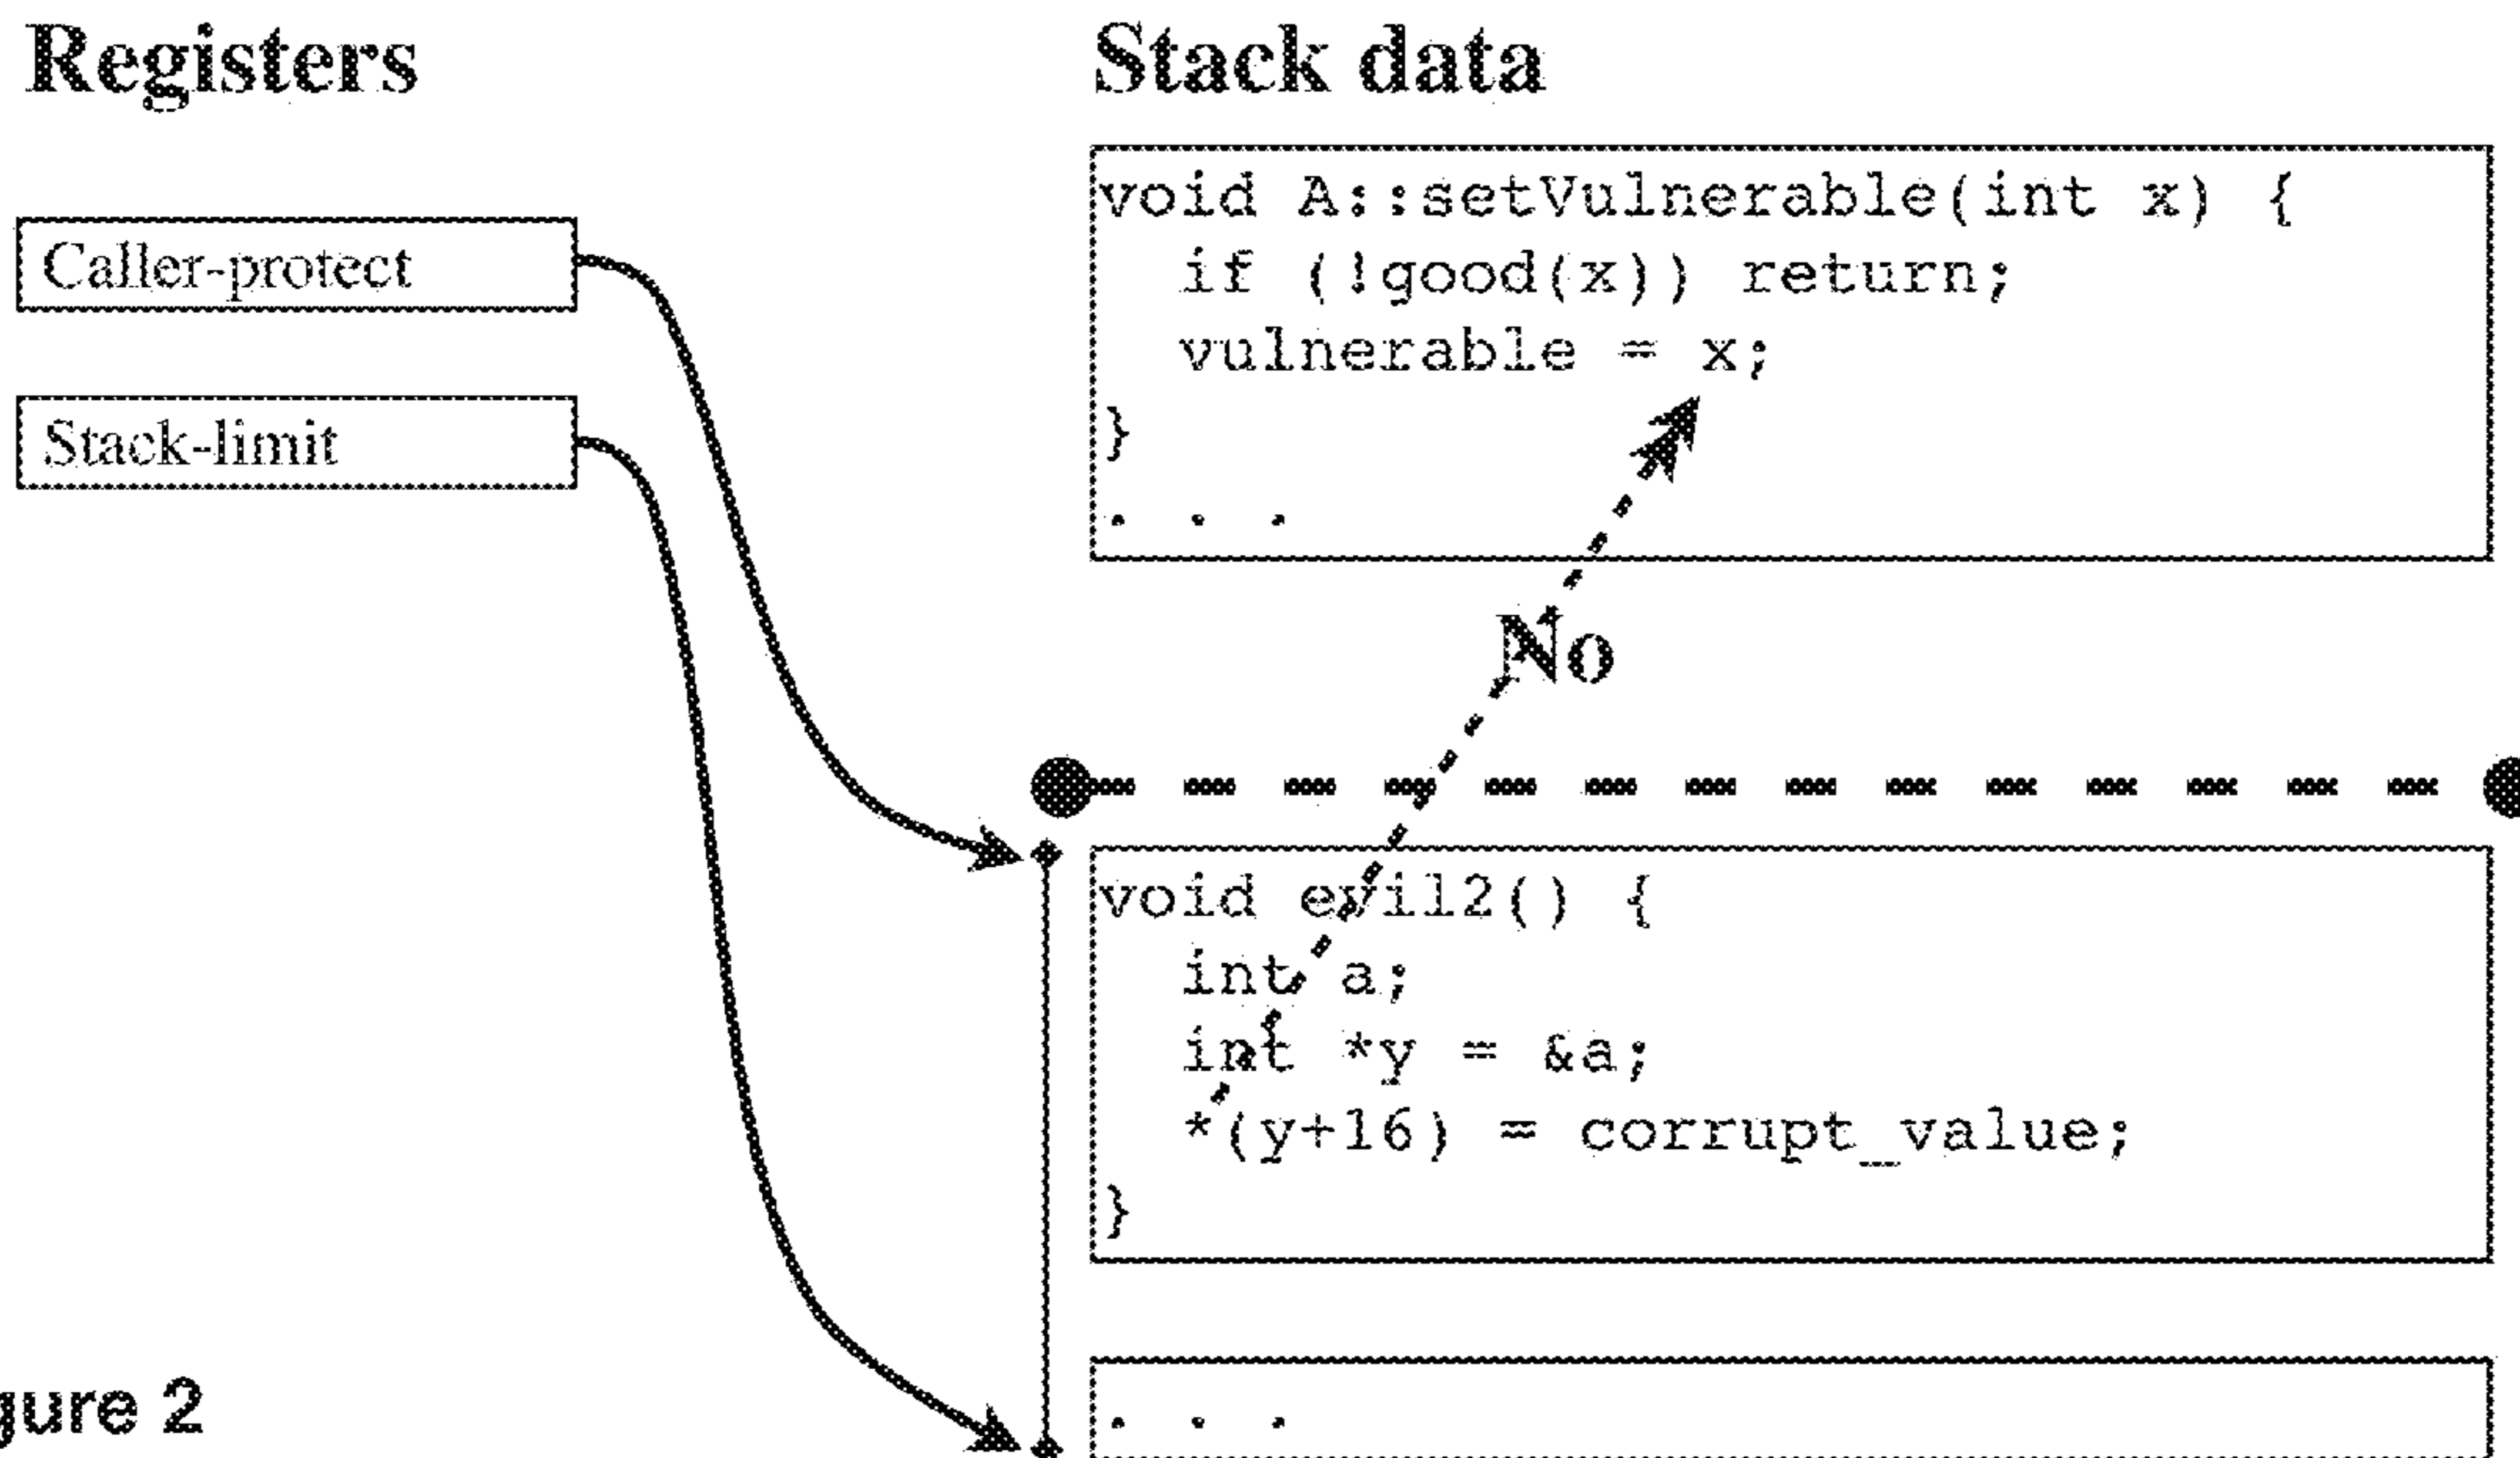 Registers
Stack data
Caller-protect
Stack-limit
void A::setVulnerable(int x) {
if (!good(x)) return;
vulnerable = x;
}
. . .
No
void evil2() {
int a;
int *y = &a;
*(y+16) = corrupt_value;
}
. . .
gure 2